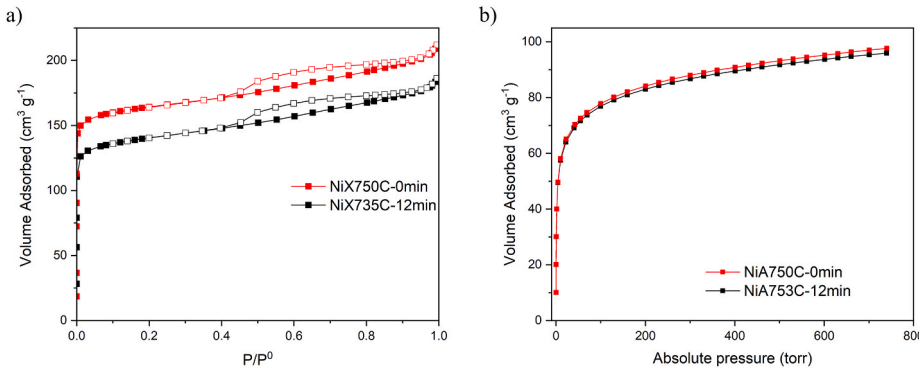 a)
Volume Adsorbed (cm³ g⁻¹)
200
150
100
50
0
NiX750C-0min
NiX735C-12min
0.0 0.2 0.4 0.6 0.8 1.0
P/P⁰
b)
Volume Adsorbed (cm³ g⁻¹)
100
80
60
40
20
0
NiA750C-0min
NiA753C-12min
0 200 400 600 800
Absolute pressure (torr)